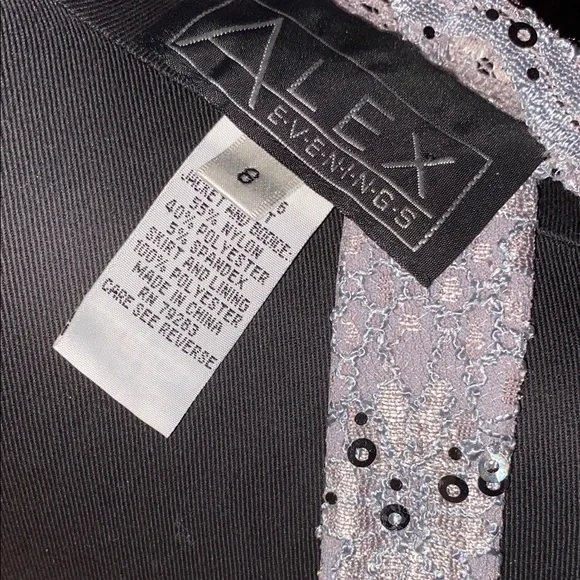 ALEX
E·V·E·N·I·N·G·S
8
6
T
JACKET AND BODICE:
55% NYLON
40% POLYESTER
5% SPANDEX
SKIRT AND LINING
100% POLYESTER
MADE IN CHINA
RN 79283
CARE SEE REVERSE